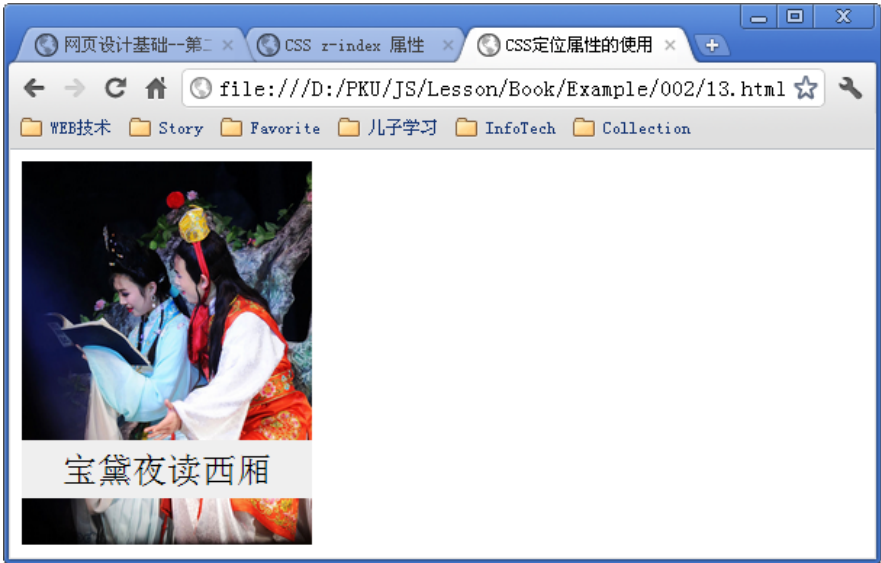 网页设计基础--第二
CSS z-index 属性
CSS定位属性的使用
file:///D:/PKU/JS/Lesson/Book/Example/002/13.html
WEB技术 Story Favorite 儿子学习 InfoTech Collection
宝黛夜读西厢